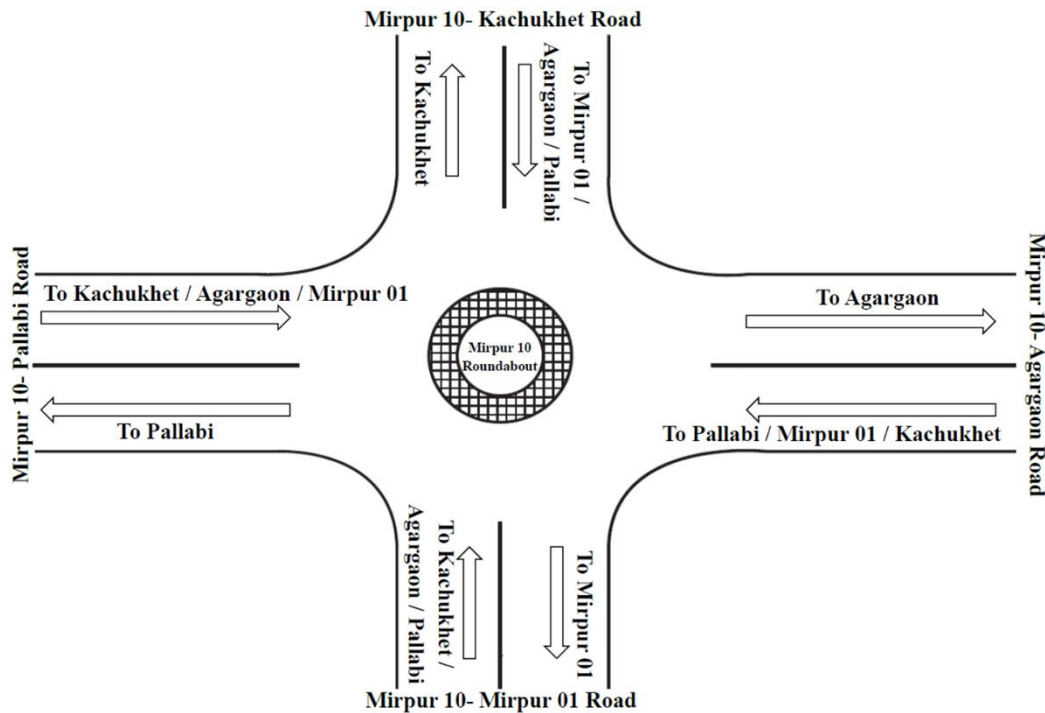 Mirpur 10- Kachukhet Road
To Kachukhet
To Mirpur 01 /
Agargaon / Pallabi
Mirpur 10- Pallabi Road
To Kachukhet / Agargaon / Mirpur 01
To Pallabi
Mirpur 10
Roundabout
To Agargaon
To Pallabi / Mirpur 01 / Kachukhet
Mirpur 10- Agargaon Road
To Kachukhet /
Agargaon / Pallabi
To Mirpur 01
Mirpur 10- Mirpur 01 Road